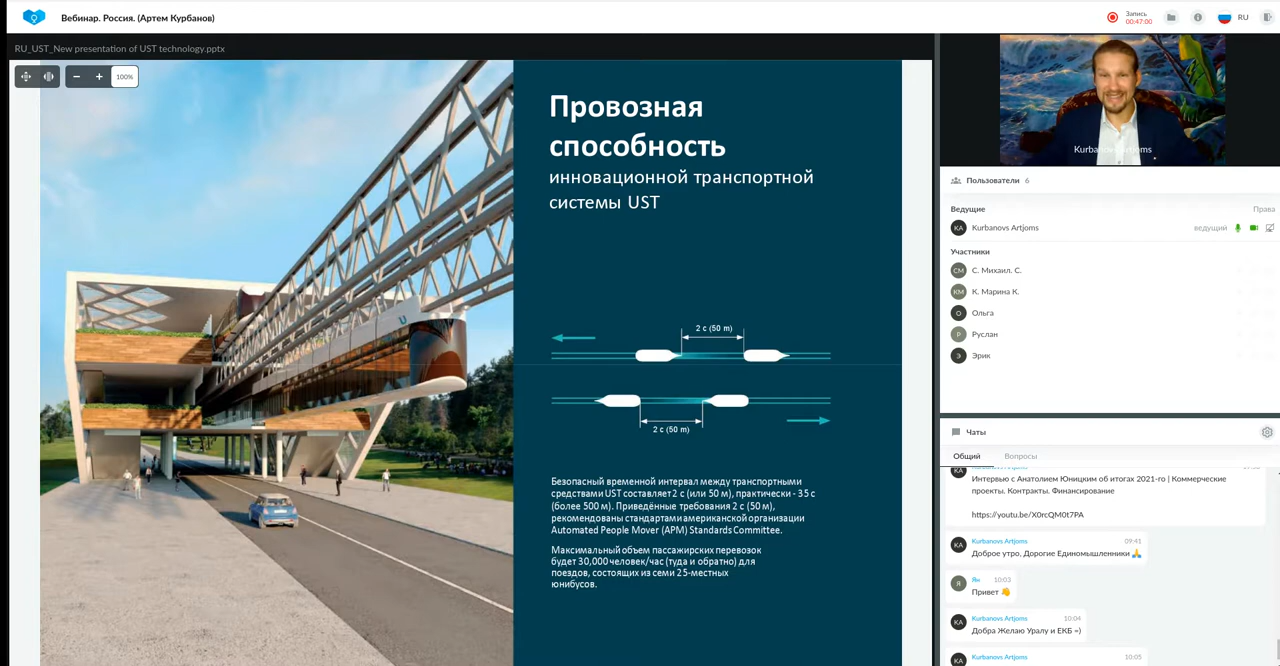 Вебинар. Россия. (Артем Курбанов)
Запись
00:47:00
RU
RU_UST_New presentation of UST technology.pptx
100%
Провозная
способность
инновационной транспортной
системы UST
2 с (50 m)
2 с (50 m)
Безопасный временной интервал между транспортными
средствами UST составляет 2 с (или 50 м), практически - 35 с
(более 500 м). Приведённые требования 2 с (50 м),
рекомендованы стандартами американской организации
Automated People Mover (APM) Standards Committee.
Максимальный объем пассажирских перевозок
будет 30,000 человек/час (туда и обратно) для
поездов, состоящих из семи 25-местных
юнибусов.
Kurbanovs Artjoms
Пользователи 6
Ведущие Права
KA Kurbanovs Artjoms ведущий
Участники
СМ С. Михаил. С.
КМ К. Марина К.
О Ольга
Р Руслан
Э Эрик
Чаты
Общий Вопросы
KA
Интервью с Анатолием Юницким об итогах 2021-го | Коммерческие
проекты. Контракты. Финансирование
https://youtu.be/X0rcQM0t7PA
KA Kurbanovs Artjoms 09:41
Доброе утро, Дорогие Единомышленники 🙏
Я Ян 10:03
Привет 👋
KA Kurbanovs Artjoms 10:04
Добра Желаю Уралу и ЕКБ =)
KA Kurbanovs Artjoms 10:05